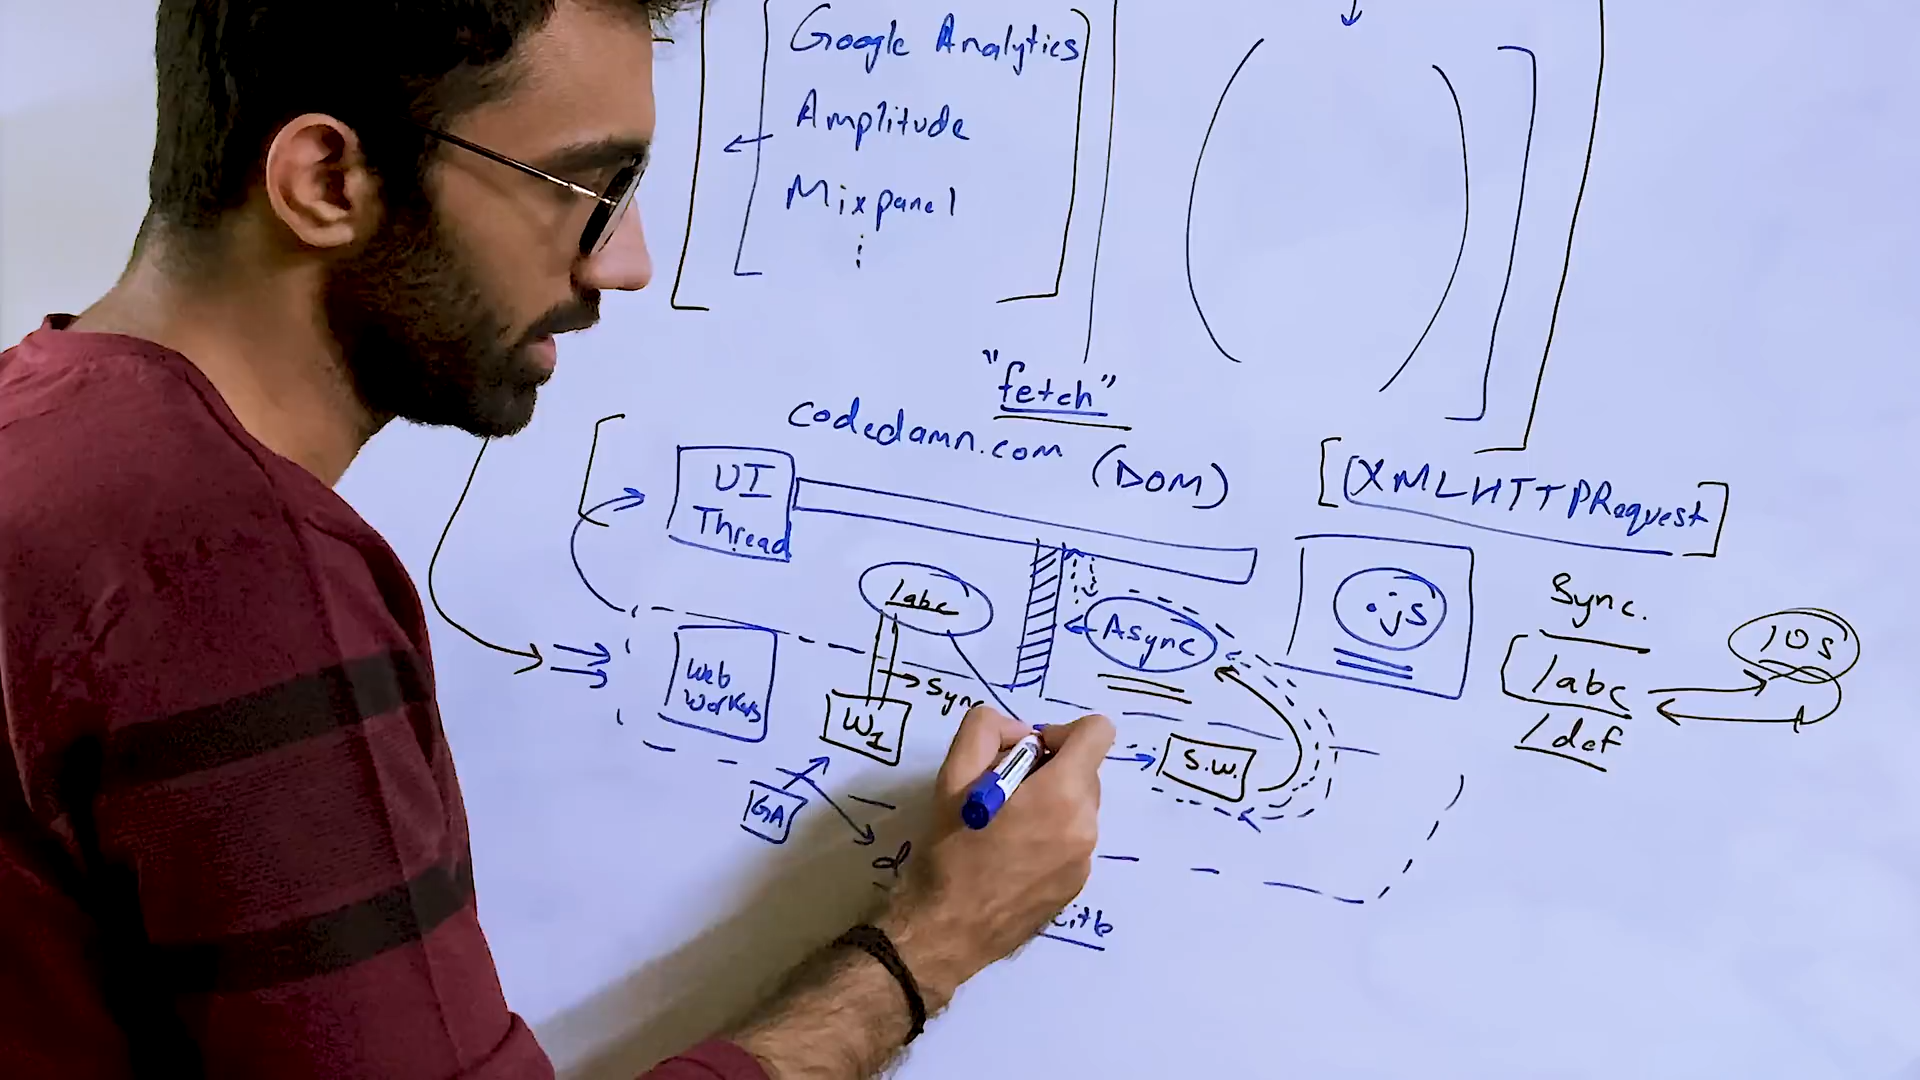 Google Analytics
Amplitude
Mixpanel
"fetch"
codedamn.com (DOM)
[(XMLHTTPRequest]
UI
Thread
/abc
Async
.js
Sync.
/abc
/def
10s
Web
Workers
W1
Sync
S.W.
GA